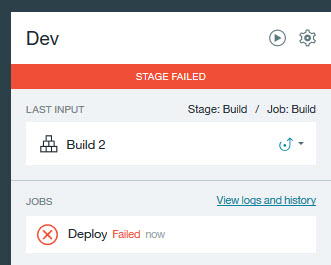 Dev
STAGE FAILED
LAST INPUT Stage: Build / Job: Build
Build 2
JOBS View logs and history
Deploy Failed now